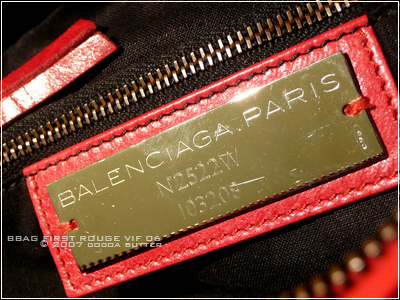 BALENCIAGA.PARIS
N2522W
103208
BBAG FIRST ROUGE VIF 06
© 2007 DOODA BUTTER